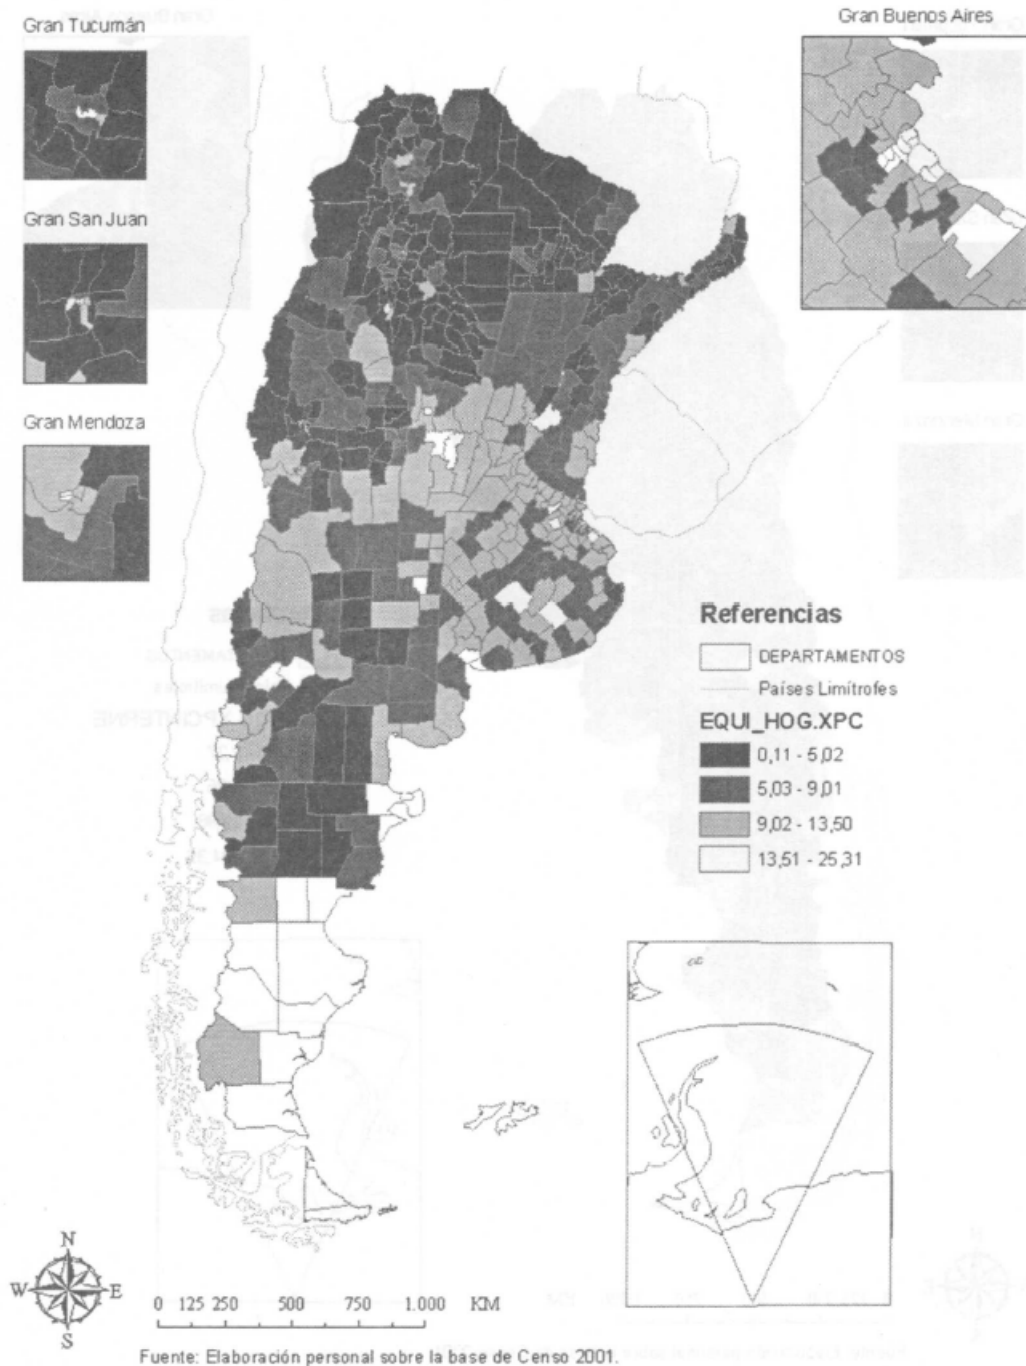 Gran Tucumán
Gran Buenos Aires
Gran San Juan
Gran Mendoza
Referencias
DEPARTAMENTOS
Países Limítrofes
EQUI_HOG.XPC
0,11 - 5,02
5,03 - 9,01
9,02 - 13,50
13,51 - 25,31
N
W
E
S
0 125 250 500 750 1.000 KM
Fuente: Elaboración personal sobre la base de Censo 2001.